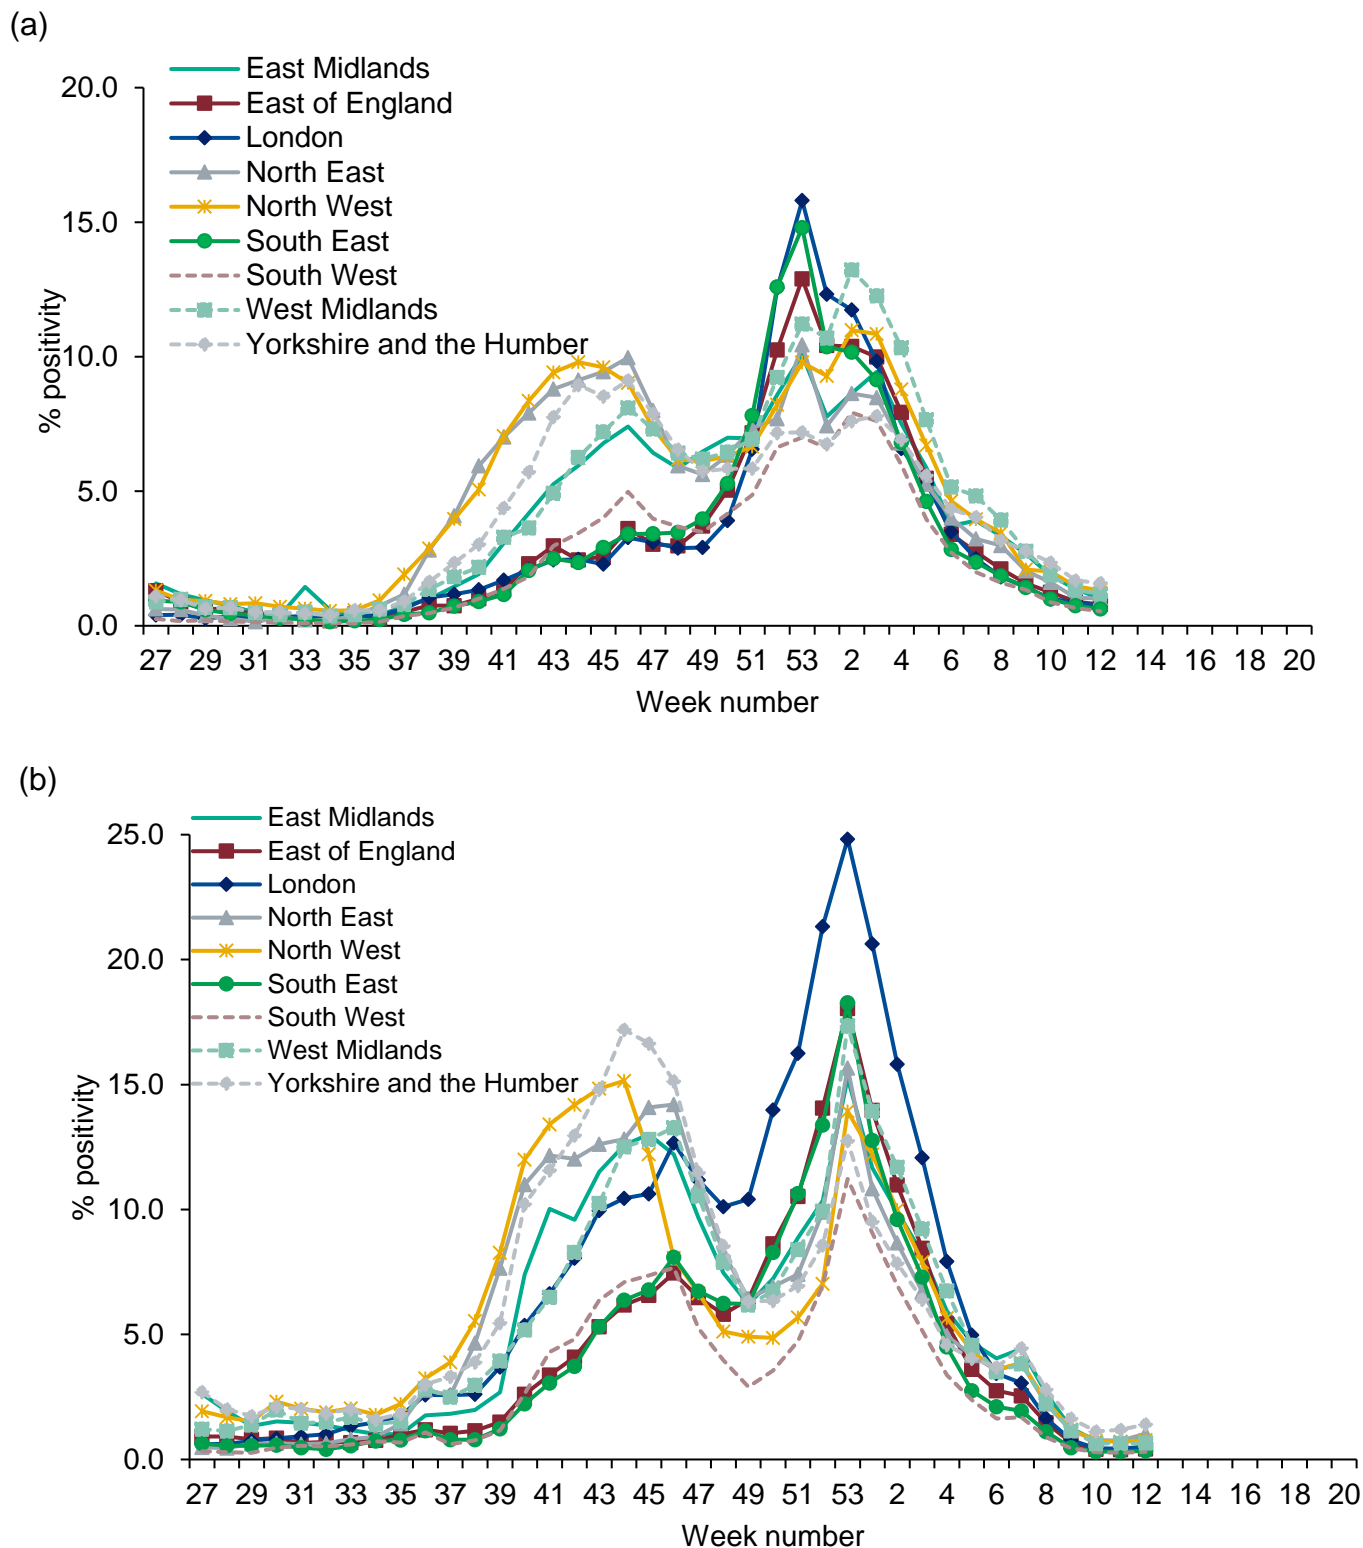 (a)
East Midlands
East of England
London
North East
North West
South East
South West
West Midlands
Yorkshire and the Humber
% positivity
20.0
15.0
10.0
5.0
0.0
27 29 31 33 35 37 39 41 43 45 47 49 51 53 2 4 6 8 10 12 14 16 18 20
Week number
(b)
East Midlands
East of England
London
North East
North West
South East
South West
West Midlands
Yorkshire and the Humber
% positivity
25.0
20.0
15.0
10.0
5.0
0.0
27 29 31 33 35 37 39 41 43 45 47 49 51 53 2 4 6 8 10 12 14 16 18 20
Week number